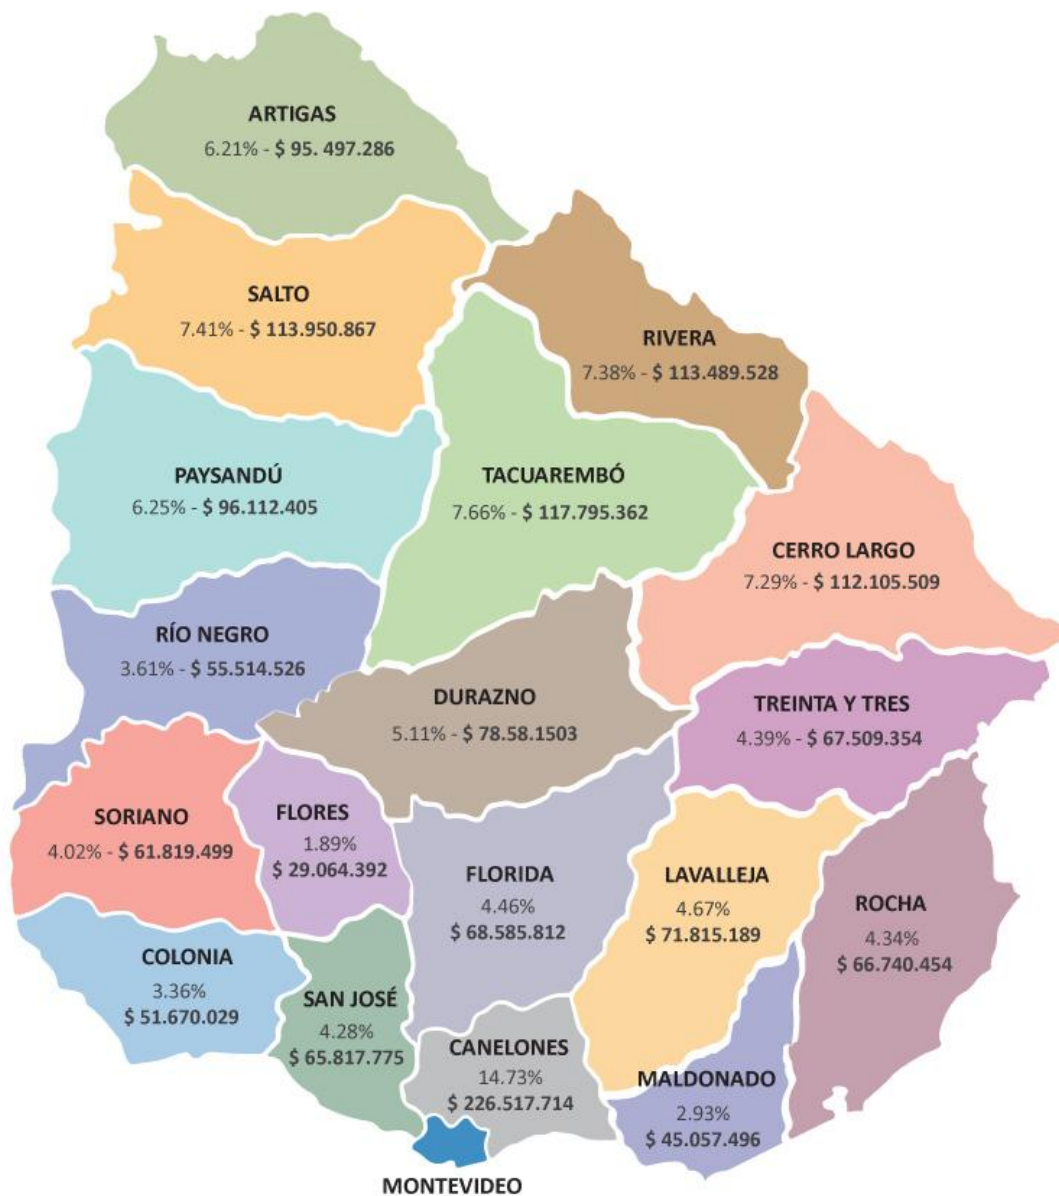 ARTIGAS
6.21% - $ 95. 497.286
SALTO
7.41% - $ 113.950.867
RIVERA
7.38% - $ 113.489.528
PAYSANDÚ
6.25% - $ 96.112.405
TACUAREMBÓ
7.66% - $ 117.795.362
CERRO LARGO
7.29% - $ 112.105.509
RÍO NEGRO
3.61% - $ 55.514.526
DURAZNO
5.11% - $ 78.58.1503
TREINTA Y TRES
4.39% - $ 67.509.354
SORIANO
4.02% - $ 61.819.499
FLORES
1.89%
$ 29.064.392
FLORIDA
4.46%
$ 68.585.812
LAVALLEJA
4.67%
$ 71.815.189
ROCHA
4.34%
$ 66.740.454
COLONIA
3.36%
$ 51.670.029
SAN JOSÉ
4.28%
$ 65.817.775
CANELONES
14.73%
$ 226.517.714
MALDONADO
2.93%
$ 45.057.496
MONTEVIDEO